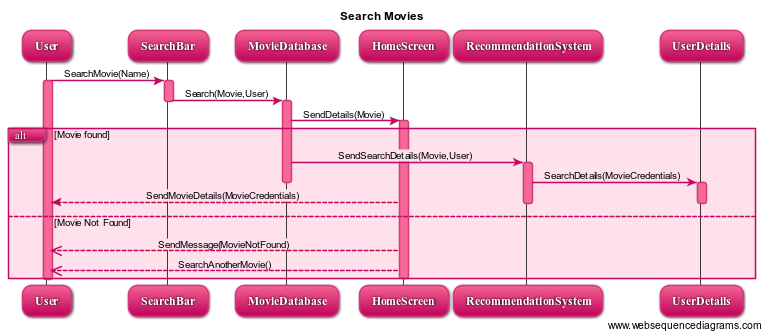 Search Movies
User
SearchBar
MovieDatabase
HomeScreen
RecommendationSystem
UserDetails
SearchMovie(Name)
Search(Movie,User)
SendDetails(Movie)
alt
[Movie found]
SendSearchDetails(Movie,User)
SearchDetails(MovieCredentials)
SendMovieDetails(MovieCredentials)
[Movie Not Found]
SendMessage(MovieNotFound)
SearchAnotherMovie()
User
SearchBar
MovieDatabase
HomeScreen
RecommendationSystem
UserDetails
www.websequencediagrams.com